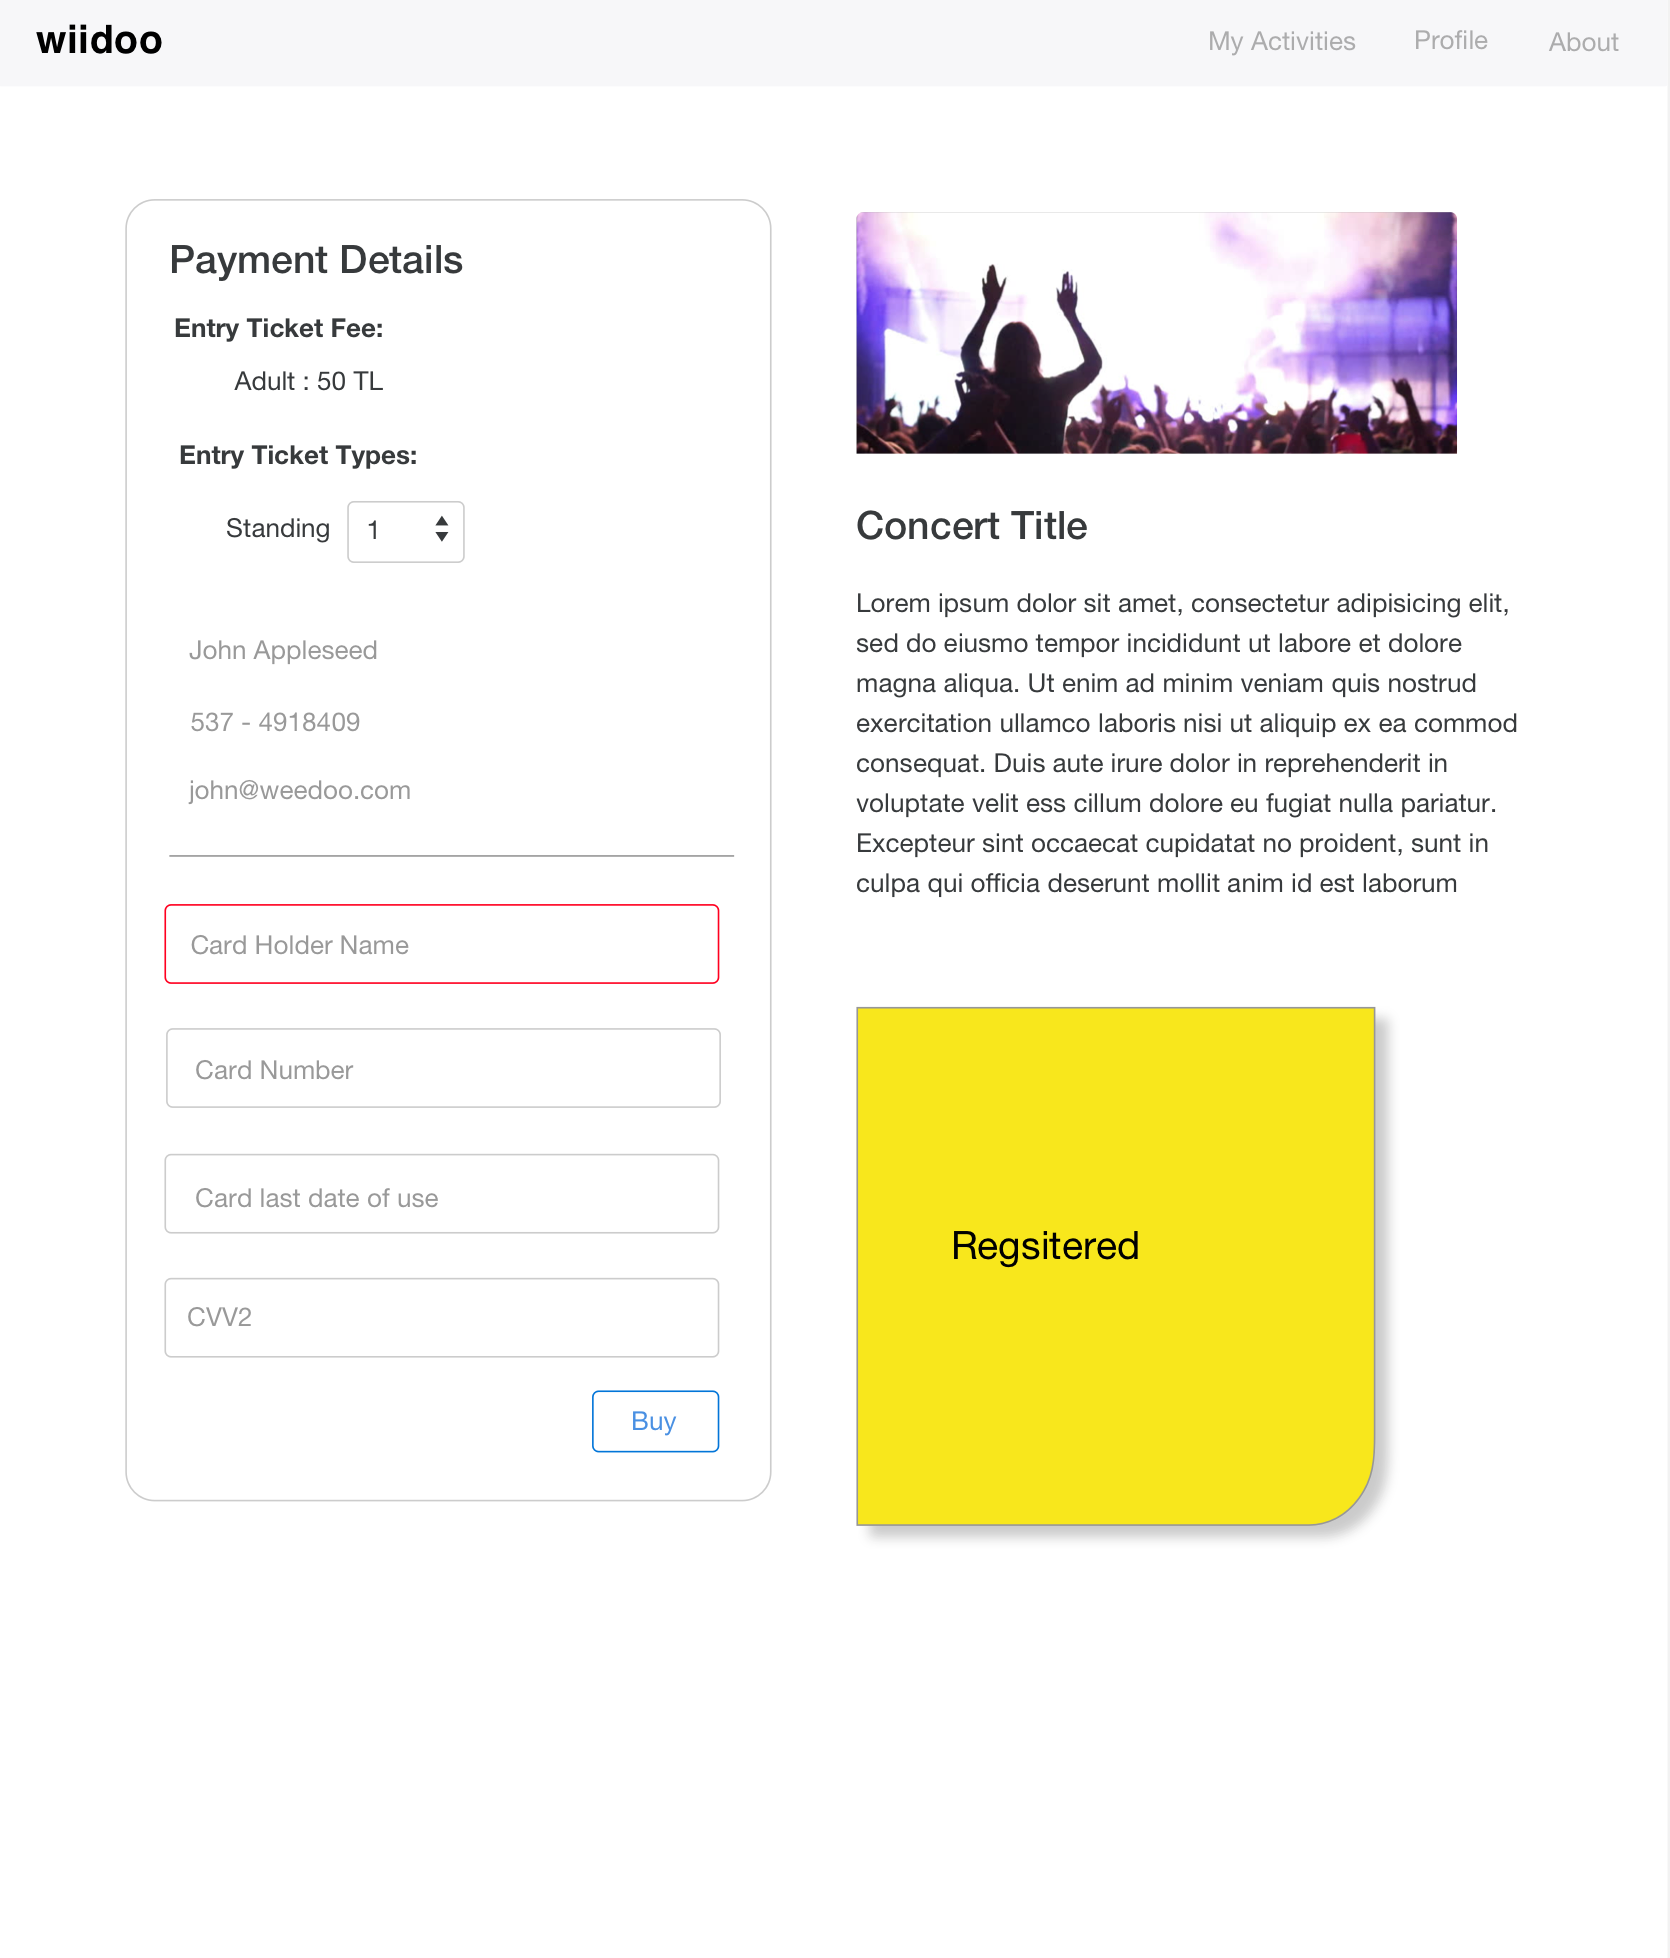 wiidoo
My Activities
Profile
About
Payment Details
Entry Ticket Fee:
Adult : 50 TL
Entry Ticket Types:
Standing
1
John Appleseed
537 - 4918409
john@weedoo.com
Card Holder Name
Card Number
Card last date of use
CVV2
Buy
Concert Title
Lorem ipsum dolor sit amet, consectetur adipisicing elit,
sed do eiusmo tempor incididunt ut labore et dolore
magna aliqua. Ut enim ad minim veniam quis nostrud
exercitation ullamco laboris nisi ut aliquip ex ea commod
consequat. Duis aute irure dolor in reprehenderit in
voluptate velit ess cillum dolore eu fugiat nulla pariatur.
Excepteur sint occaecat cupidatat no proident, sunt in
culpa qui officia deserunt mollit anim id est laborum
Regsitered